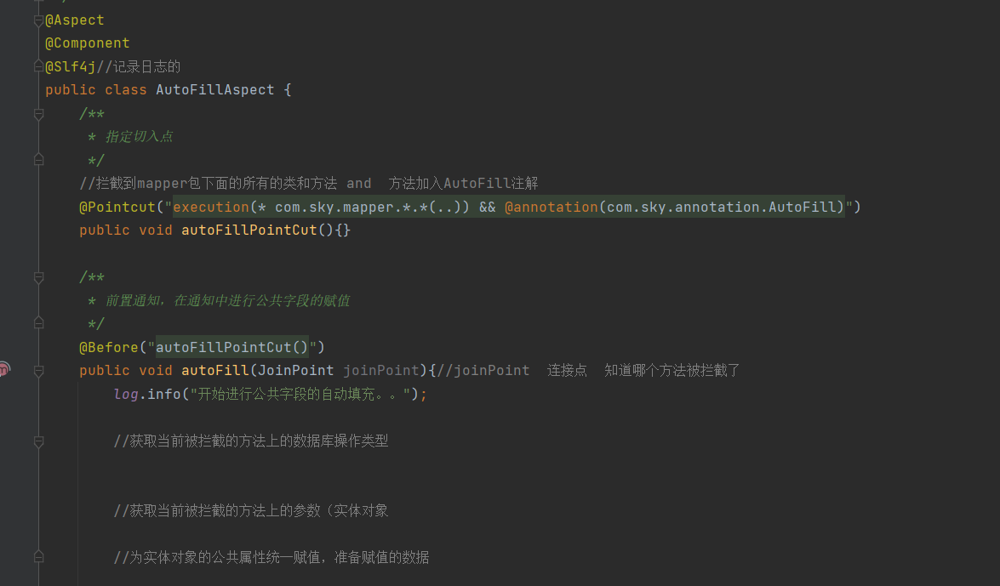 @Aspect
@Component
@Slf4j//记录日志的
public class AutoFillAspect {
/**
* 指定切入点
*/
//拦截到mapper包下面的所有的类和方法 and  方法加入AutoFill注解
@Pointcut("execution(* com.sky.mapper.*.*(..)) && @annotation(com.sky.annotation.AutoFill)")
public void autoFillPointCut(){}
/**
* 前置通知，在通知中进行公共字段的赋值
*/
@Before("autoFillPointCut()")
public void autoFill(JoinPoint joinPoint){//joinPoint  连接点  知道哪个方法被拦截了
log.info("开始进行公共字段的自动填充。。");
//获取当前被拦截的方法上的数据库操作类型
//获取当前被拦截的方法上的参数（实体对象
//为实体对象的公共属性统一赋值，准备赋值的数据